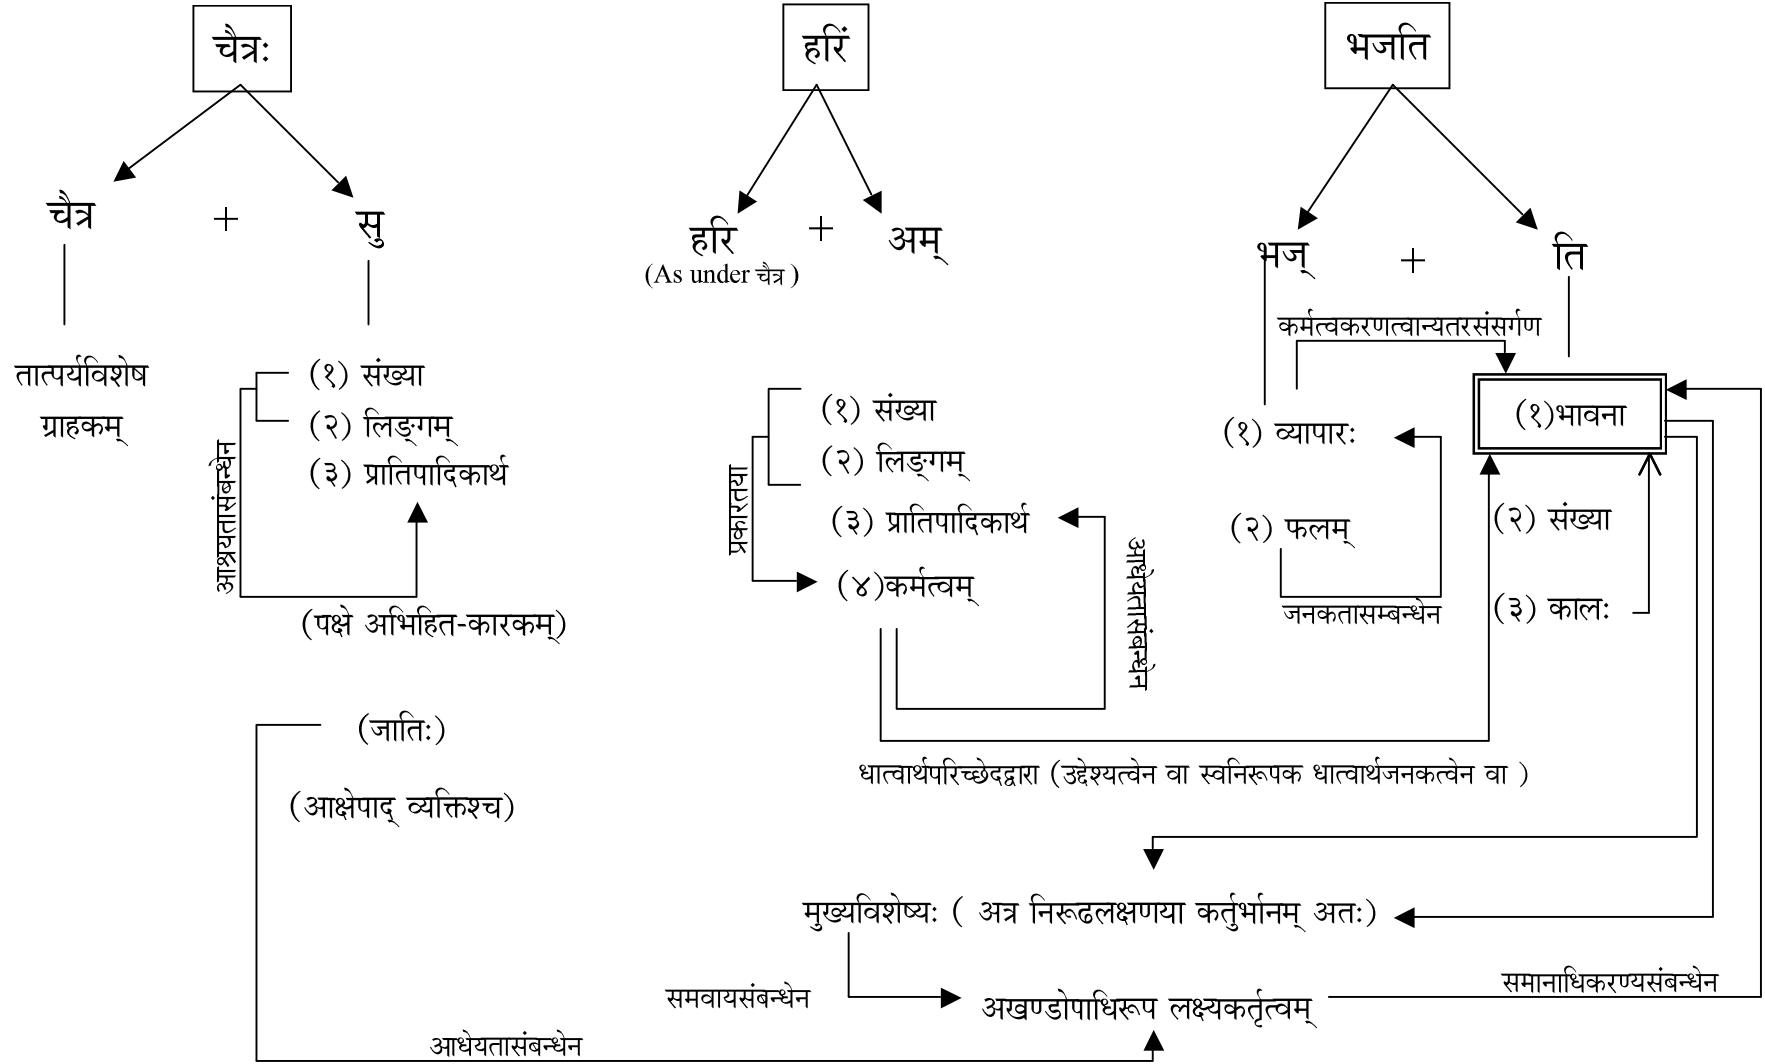 चैत्रः
हरिं
भजति
चैत्र
+
सु
हरि
+
अम्
(As under चैत्र )
भज्
+
ति
तात्पर्यविशेष
ग्राहकम्
(१) संख्या
(२) लिङ्गम्
(३) प्रातिपादिकार्थ
आश्रयतासंबन्धेन
(पक्षे अभिहित-कारकम्)
(जातिः)
(आक्षेपाद् व्यक्तिश्च)
(१) संख्या
(२) लिङ्गम्
(३) प्रातिपादिकार्थ
(४)कर्मत्वम्
प्रकारतया
आधेयतासंबन्धेन
कर्मत्वकरणत्वान्यतरसंसर्गण
(१) व्यापारः
(२) फलम्
जनकतासम्बन्धेन
(१)भावना
(२) संख्या
(३) कालः
धात्वार्थपरिच्छेदद्वारा (उद्देश्यत्वेन वा स्वनिरूपक धात्वार्थजनकत्वेन वा )
मुख्यविशेष्यः ( अत्र निरूढलक्षणया कर्तुर्भानम् अतः)
समवायसंबन्धेन
अखण्डोपाधिरूप लक्ष्यकर्तृत्वम्
समानाधिकरण्यसंबन्धेन
आधेयतासंबन्धेन